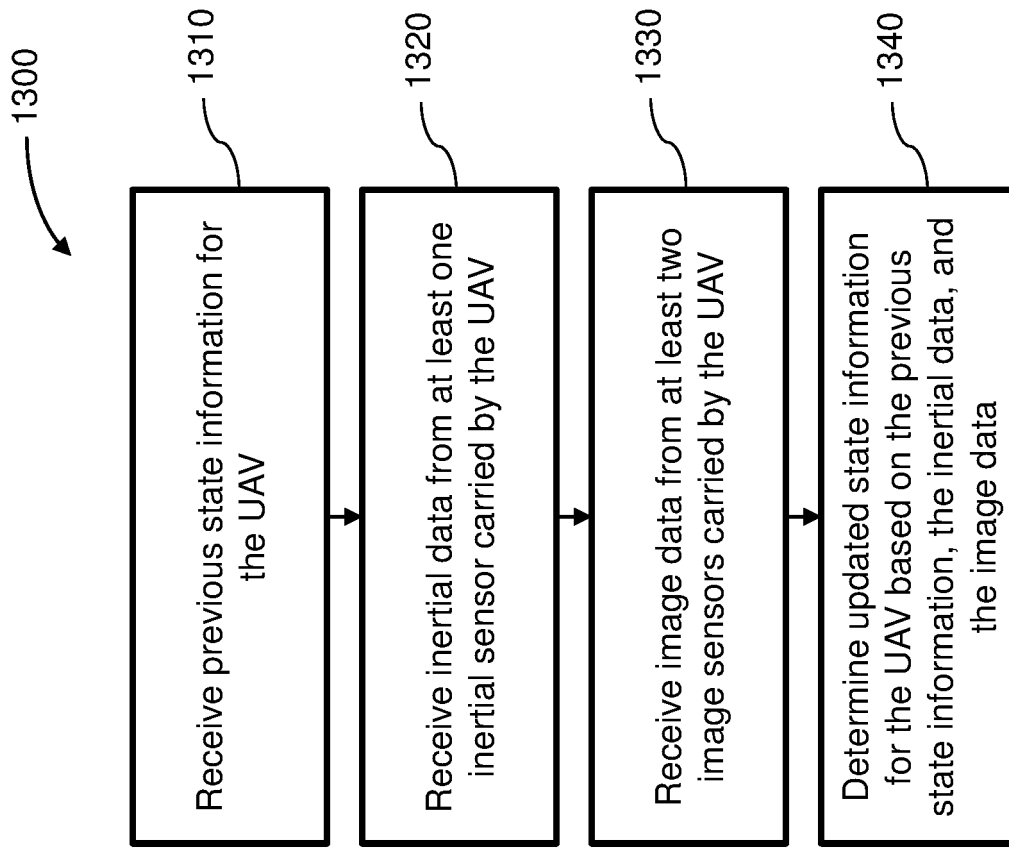 1300
1310
Receive previous state information for
the UAV
1320
Receive inertial data from at least one
inertial sensor carried by the UAV
1330
Receive image data from at least two
image sensors carried by the UAV
1340
Determine updated state information
for the UAV based on the previous
state information, the inertial data, and
the image data